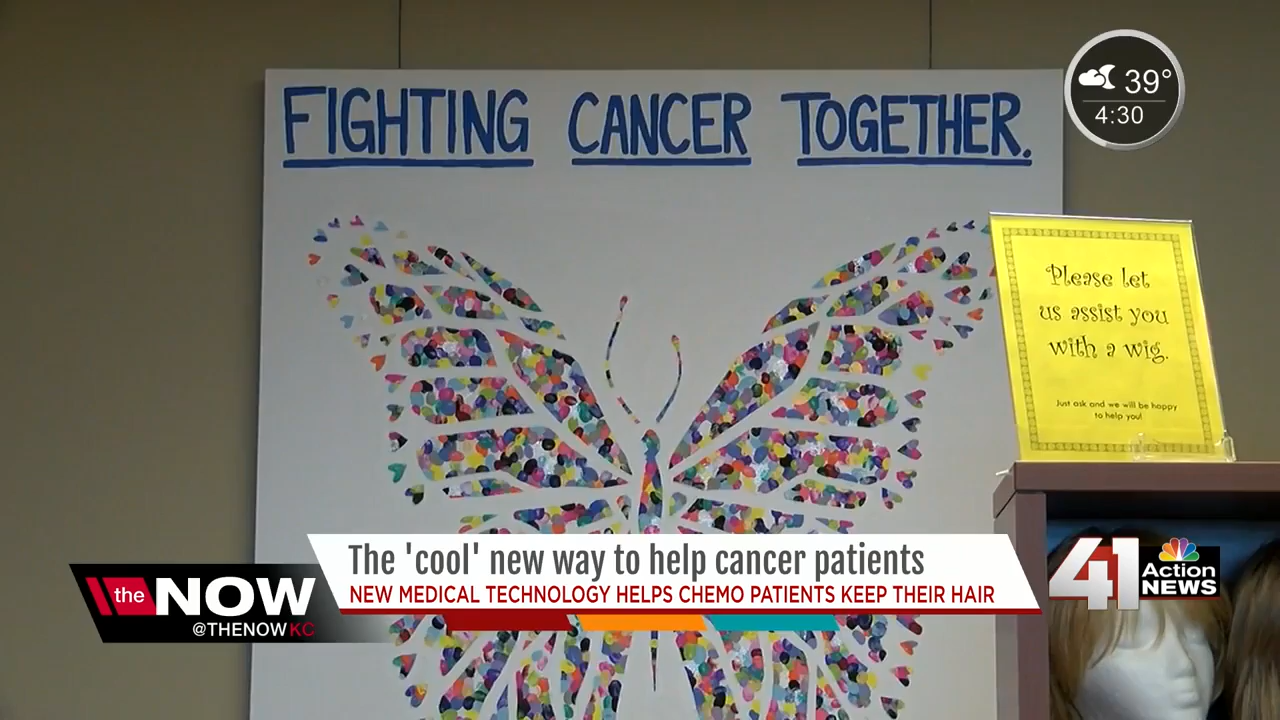 FIGHTING CANCER TOGETHER.
39°
4:30
Please let
us assist you
with a wig.
Just ask and we will be happy
to help you!
The 'cool' new way to help cancer patients
NEW MEDICAL TECHNOLOGY HELPS CHEMO PATIENTS KEEP THEIR HAIR
the NOW
@THENOWKC
41 Action
NEWS